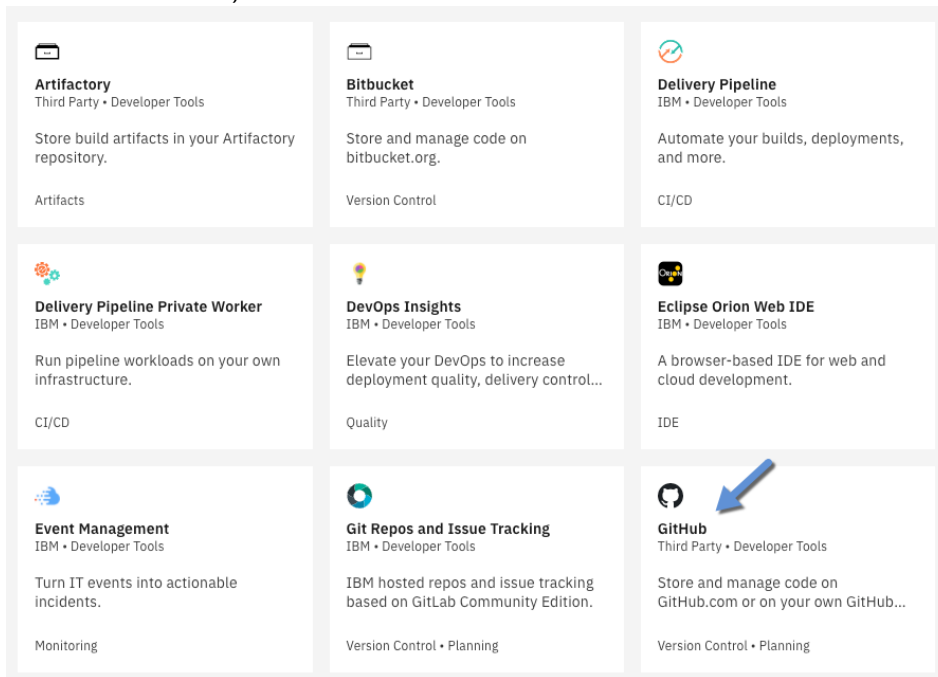 Artifactory
Third Party • Developer Tools
Store build artifacts in your Artifactory
repository.
Artifacts
Bitbucket
Third Party • Developer Tools
Store and manage code on
bitbucket.org.
Version Control
Delivery Pipeline
IBM • Developer Tools
Automate your builds, deployments,
and more.
CI/CD
Delivery Pipeline Private Worker
IBM • Developer Tools
Run pipeline workloads on your own
infrastructure.
CI/CD
DevOps Insights
IBM • Developer Tools
Elevate your DevOps to increase
deployment quality, delivery control...
Quality
Orion
Eclipse Orion Web IDE
IBM • Developer Tools
A browser-based IDE for web and
cloud development.
IDE
Event Management
IBM • Developer Tools
Turn IT events into actionable
incidents.
Monitoring
Git Repos and Issue Tracking
IBM • Developer Tools
IBM hosted repos and issue tracking
based on GitLab Community Edition.
Version Control • Planning
GitHub
Third Party • Developer Tools
Store and manage code on
GitHub.com or on your own GitHub...
Version Control • Planning